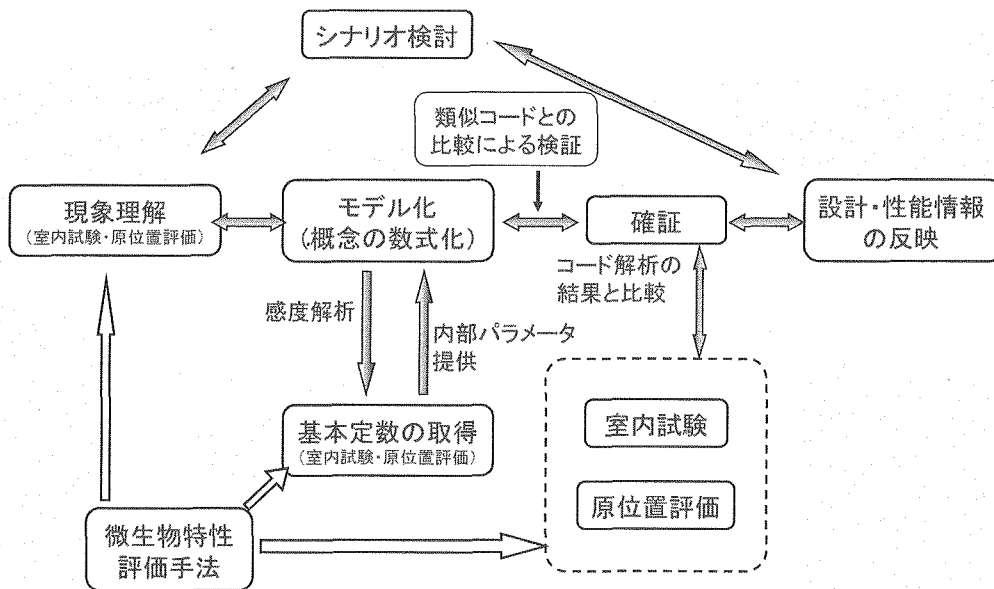 シナリオ検討
類似コードとの
比較による検証
現象理解
(室内試験・原位置評価)
モデル化
(概念の数式化)
確証
設計・性能情報
の反映
コード解析の
結果と比較
感度解析
内部パラメータ
提供
基本定数の取得
(室内試験・原位置評価)
室内試験
原位置評価
微生物特性
評価手法